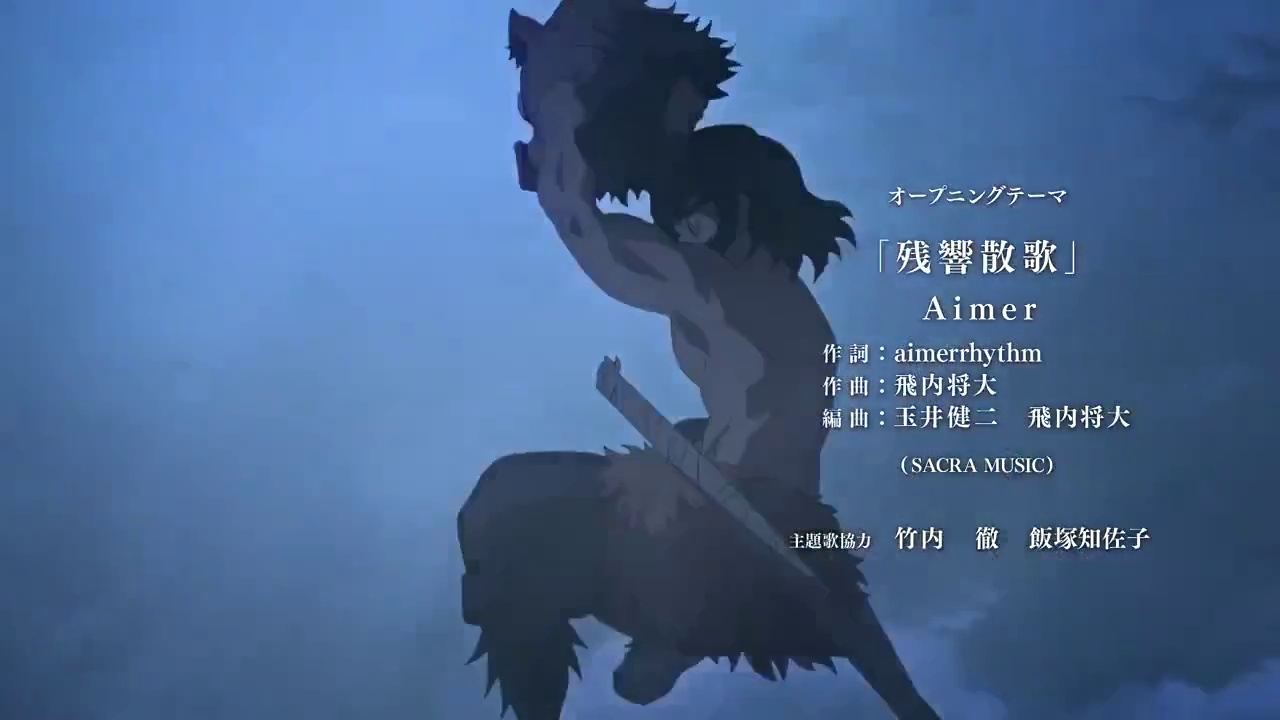 オープニングテーマ
「残響散歌」
Aimer
作詞：aimerrhythm
作曲：飛内将大
編曲：玉井健二　飛内将大
（SACRA MUSIC）
主題歌協力　竹内　徹　飯塚知佐子